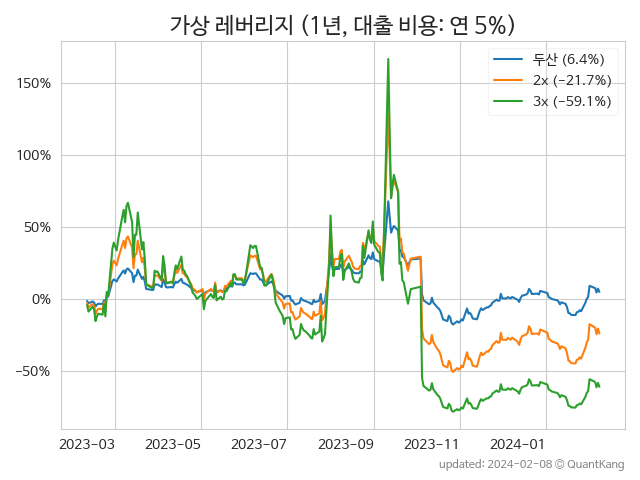 가상 레버리지 (1년, 대출 비용: 연 5%)
두산 (6.4%)
2x (−21.7%)
3x (−59.1%)
150%
100%
50%
0%
−50%
2023-03 2023-05 2023-07 2023-09 2023-11 2024-01
updated: 2024-02-08 © QuantKang